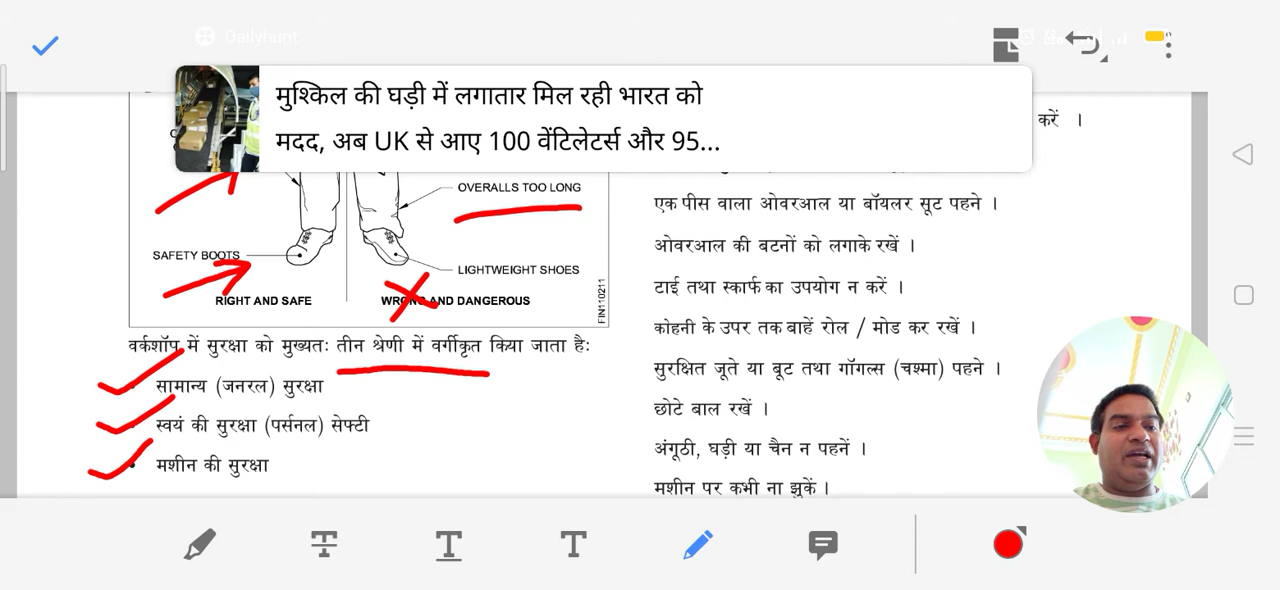 Dailyhunt
मुश्किल की घड़ी में लगातार मिल रही भारत को
मदद, अब UK से आए 100 वेंटिलेटर्स और 95...
OVERALLS TOO LONG
SAFETY BOOTS
LIGHTWEIGHT SHOES
RIGHT AND SAFE
WRONG AND DANGEROUS
FIN110211
वर्कशॉप में सुरक्षा को मुख्यतः तीन श्रेणी में वर्गीकृत किया जाता हैः
• सामान्य (जनरल) सुरक्षा
• स्वयं की सुरक्षा (पर्सनल) सेफ्टी
• मशीन की सुरक्षा
करें ।
एक पीस वाला ओवरआल या बॉयलर सूट पहने ।
ओवरआल की बटनों को लगाके रखें ।
टाई तथा स्कार्फ का उपयोग न करें ।
कोहनी के उपर तक बाहें रोल / मोड कर रखें ।
सुरक्षित जूते या बूट तथा गॉगल्स (चश्मा) पहने ।
छोटे बाल रखें ।
अंगूठी, घड़ी या चैन न पहनें ।
मशीन पर कभी ना झुकें ।
T
T
T